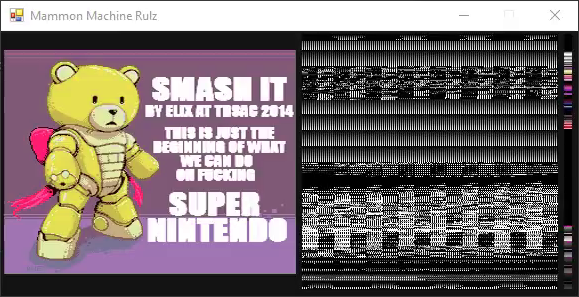 Mammon Machine Rulz
SMASH IT
BY ELIX AT TBSAC 2014
THIS IS JUST THE
BEGINNING OF WHAT
WE CAN DO
ON FUCKING
SUPER
NINTENDO